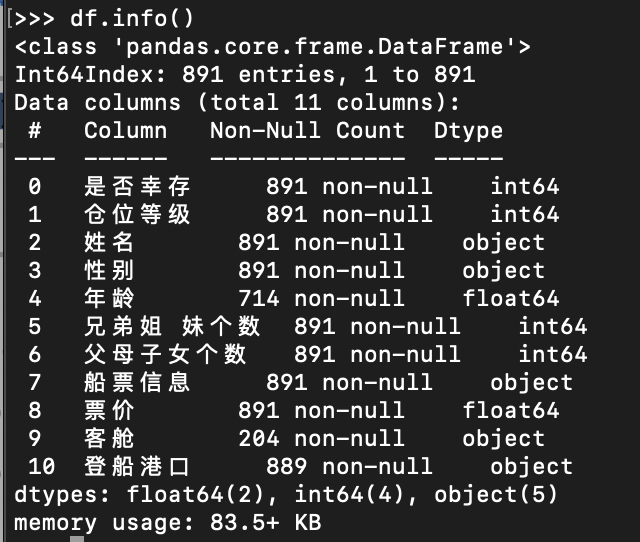 [>>> df.info()
<class 'pandas.core.frame.DataFrame'>
Int64Index: 891 entries, 1 to 891
Data columns (total 11 columns):
 #   Column   Non-Null Count  Dtype
---  ------   --------------  -----
 0   是否幸存      891 non-null    int64
 1   仓位等级      891 non-null    int64
 2   姓名        891 non-null    object
 3   性别        891 non-null    object
 4   年龄        714 non-null    float64
 5   兄弟姐 妹个数   891 non-null    int64
 6   父母子女个数    891 non-null    int64
 7   船票信息      891 non-null    object
 8   票价        891 non-null    float64
 9   客舱        204 non-null    object
 10  登船港口      889 non-null    object
dtypes: float64(2), int64(4), object(5)
memory usage: 83.5+ KB